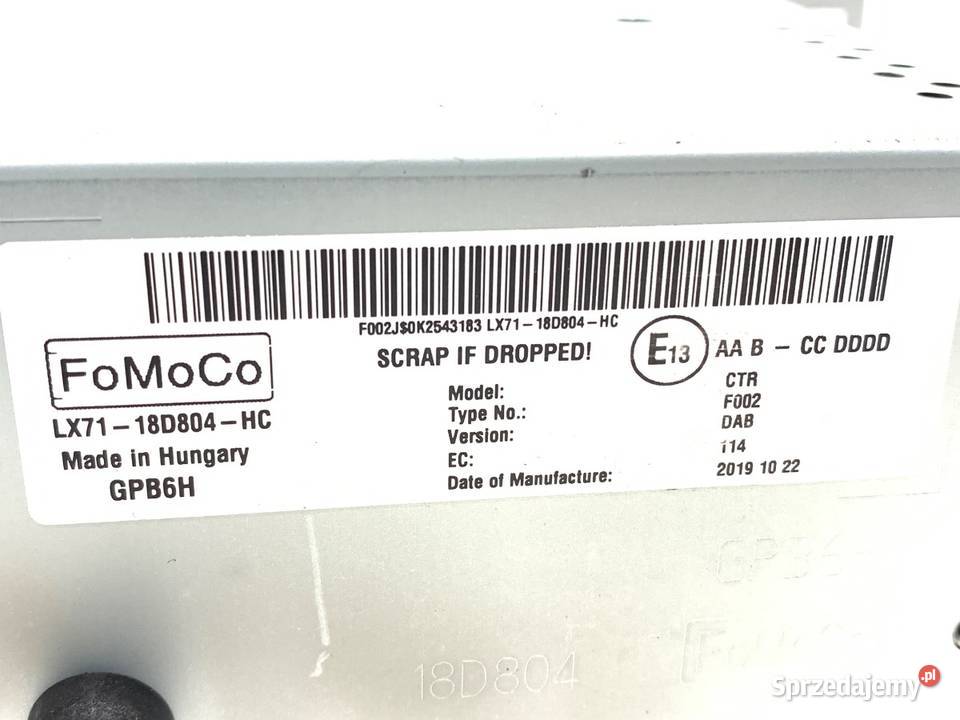 F002J$0K2543183 LX71-18D804-HC
SCRAP IF DROPPED!
E13 AA B - CC DDDD
FoMoCo
LX71-18D804-HC
Made in Hungary
GPB6H
Model: CTR
Type No.: F002
Version: DAB
EC: 114
Date of Manufacture: 2019 10 22
18D804
Sprzedajemy.pl